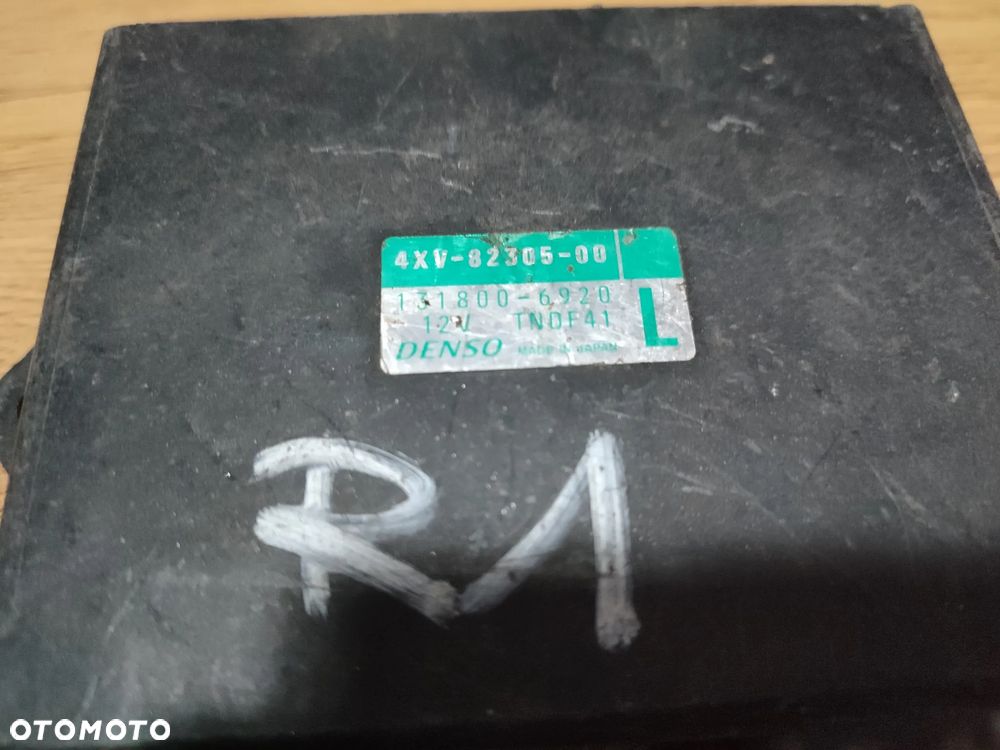 4XV-82305-00
131800-6920
12V TNDF41
L
DENSO MADE IN JAPAN
R1
OTOMOTO